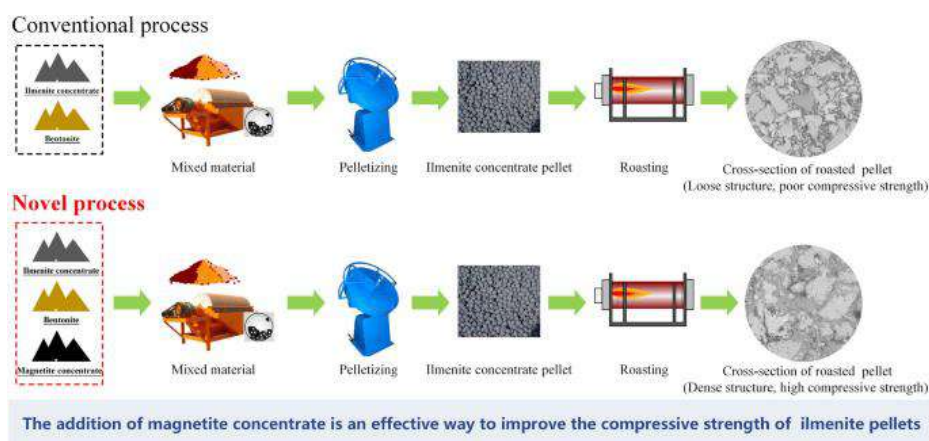 Conventional process
Ilmenite concentrate
Bentonite
Mixed material
Pelletizing
Ilmenite concentrate pellet
Roasting
Cross-section of roasted pellet
(Loose structure, poor compressive strength)
Novel process
Ilmenite concentrate
Bentonite
Magnetite concentrate
Mixed material
Pelletizing
Ilmenite concentrate pellet
Roasting
Cross-section of roasted pellet
(Dense structure, high compressive strength)
The addition of magnetite concentrate is an effective way to improve the compressive strength of ilmenite pellets